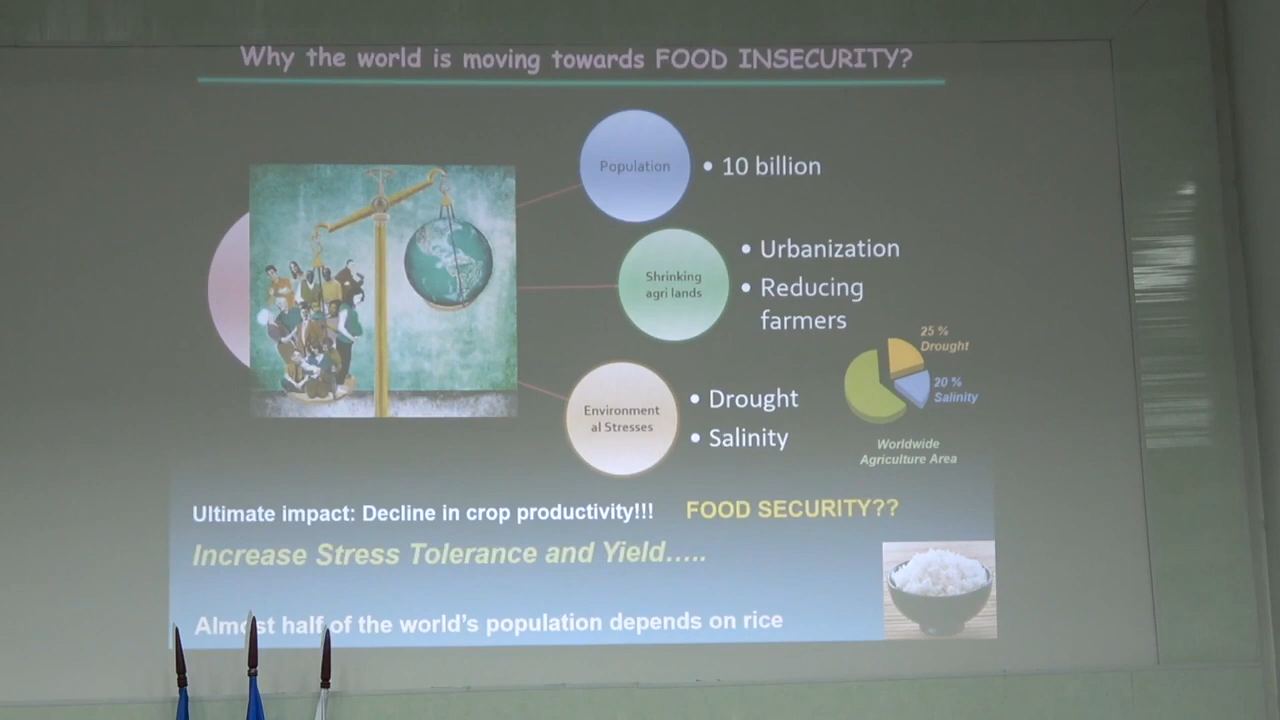 Why the world is moving towards FOOD INSECURITY?
Population
• 10 billion
Shrinking
agri lands
• Urbanization
• Reducing
farmers
25 %
Drought
20 %
Salinity
Worldwide
Agriculture Area
Environment
al Stresses
• Drought
• Salinity
Ultimate impact: Decline in crop productivity!!!
FOOD SECURITY??
Increase Stress Tolerance and Yield.....
Almost half of the world's population depends on rice